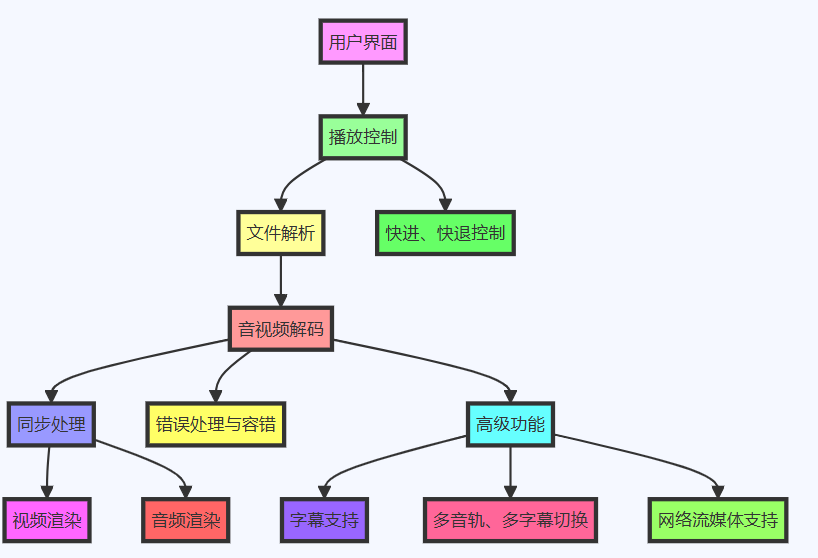 用户界面
播放控制
文件解析
快进、快退控制
音视频解码
同步处理
错误处理与容错
高级功能
视频渲染
音频渲染
字幕支持
多音轨、多字幕切换
网络流媒体支持